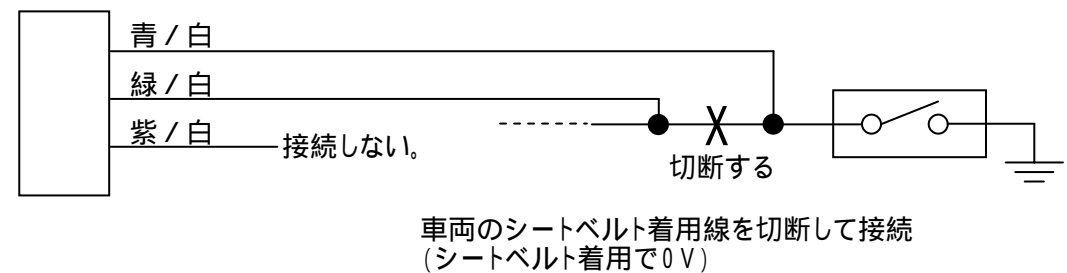 青/白
緑/白
紫/白
接続しない。
切断する
車両のシートベルト着用線を切断して接続
(シートベルト着用で0V)